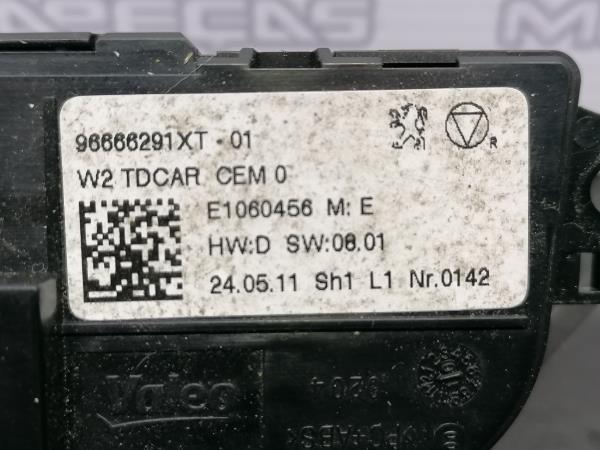 96666291XT - 01
W2 TDCAR CEM 0
E1060456 M: E
HW:D SW:08.01
24.05.11 Sh1 L1 Nr.0142
R
Valeo